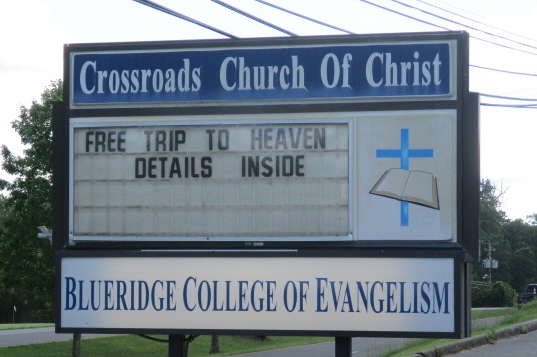 Crossroads Church Of Christ
FREE TRIP TO HEAVEN
DETAILS INSIDE
BLUERIDGE COLLEGE OF EVANGELISM